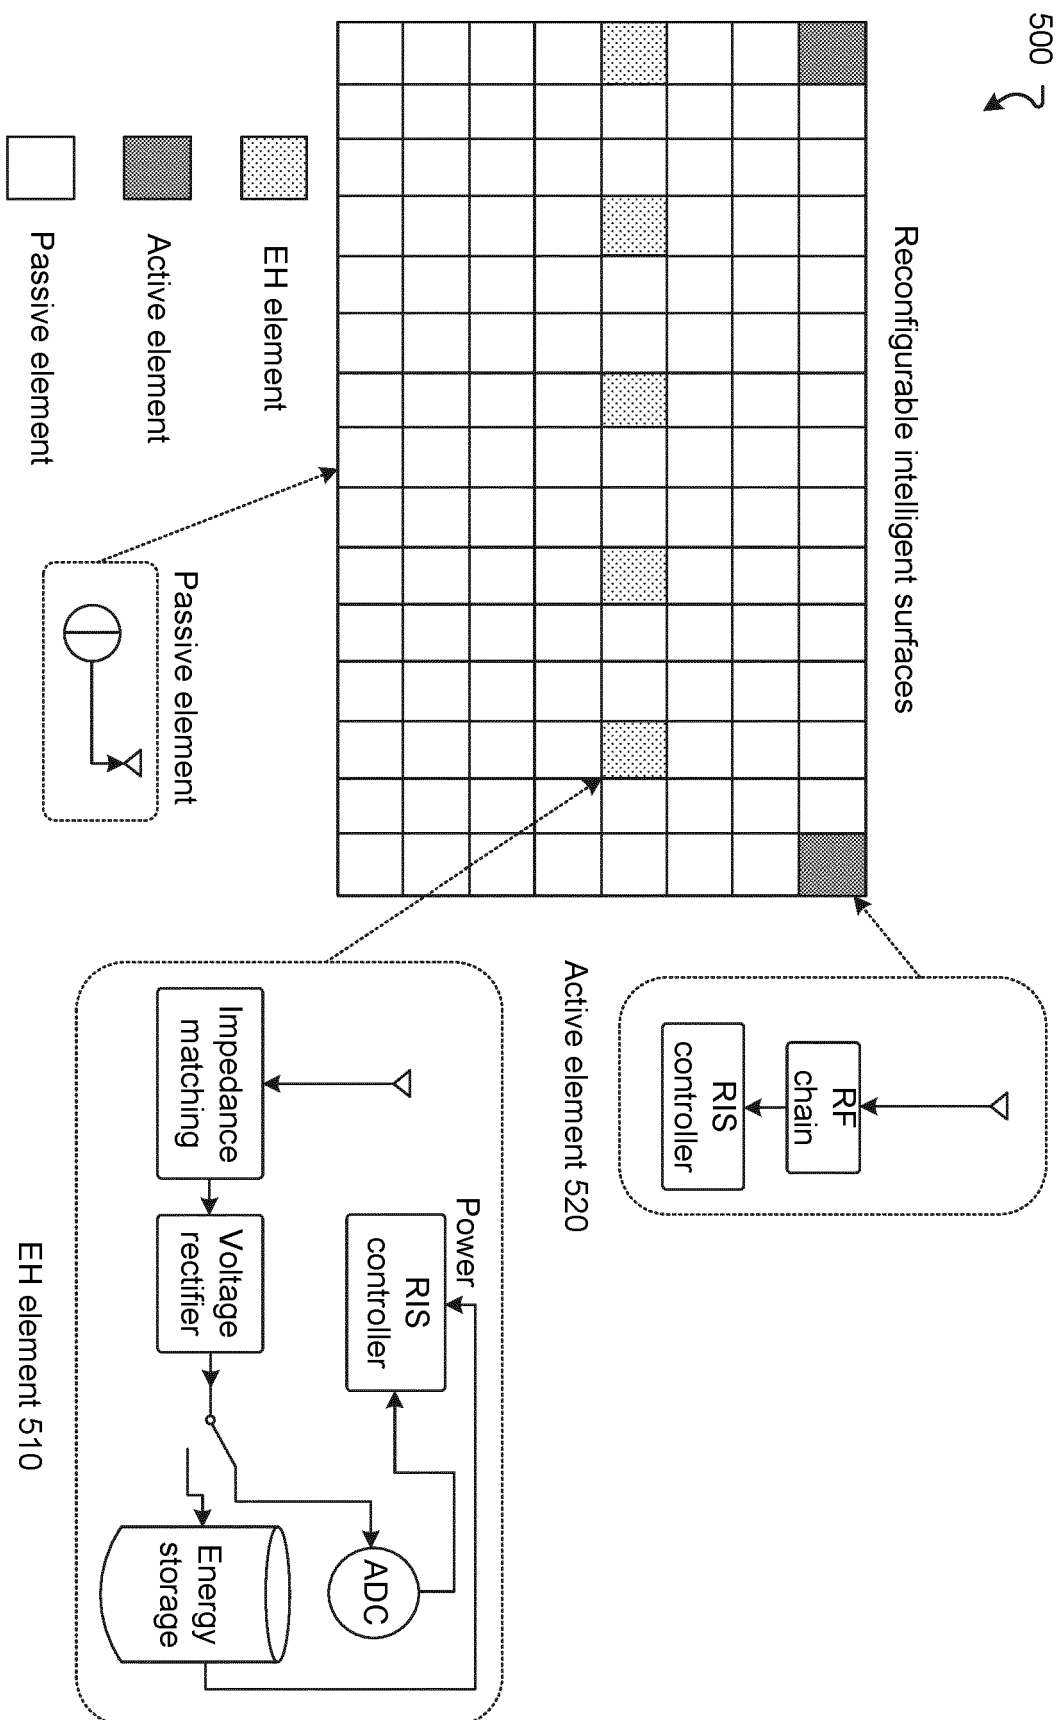 500
Reconfigurable intelligent surfaces
EH element
Active element
Passive element
Passive element
RF
chain
RIS
controller
Active element 520
Power
RIS
controller
Impedance
matching
Voltage
rectifier
ADC
Energy
storage
EH element 510